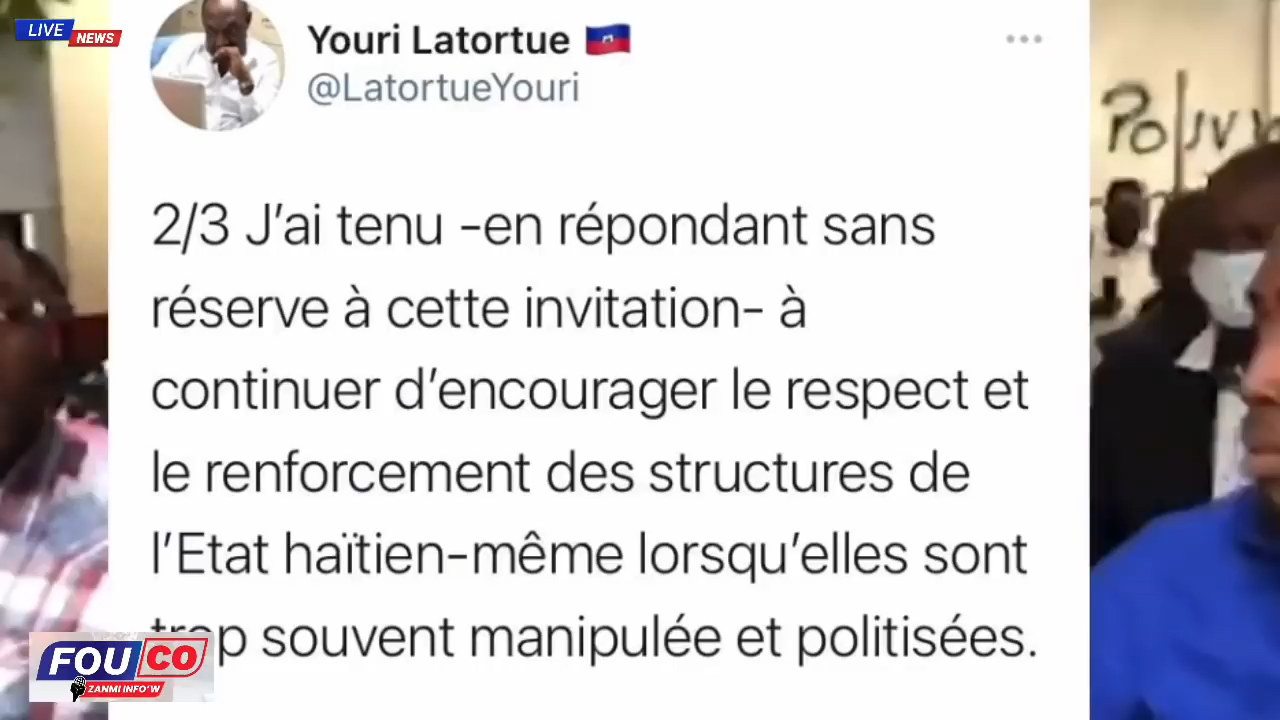 LIVE
NEWS
Youri Latortue
@LatortueYouri
2/3 J'ai tenu -en répondant sans
réserve à cette invitation- à
continuer d'encourager le respect et
le renforcement des structures de
l'Etat haïtien-même lorsqu'elles sont
trop souvent manipulée et politisées.
FOUCO
ZANMI INFO'W